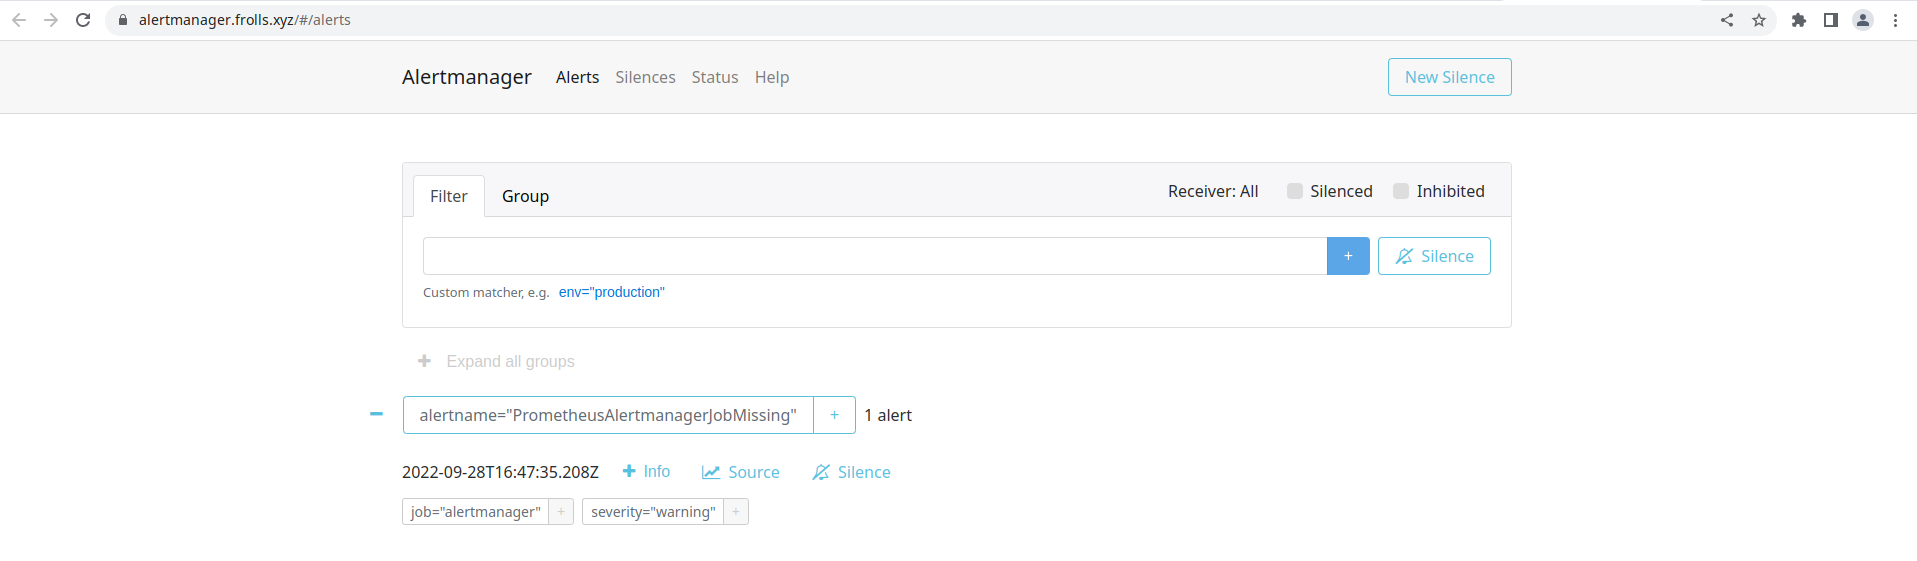 alertmanager.frolls.xyz/#/alerts
Alertmanager Alerts Silences Status Help New Silence
Filter Group Receiver: All Silenced Inhibited
+ Silence
Custom matcher, e.g. env="production"
+ Expand all groups
- alertname="PrometheusAlertmanagerJobMissing" + 1 alert
2022-09-28T16:47:35.208Z + Info Source Silence
job="alertmanager" + severity="warning" +